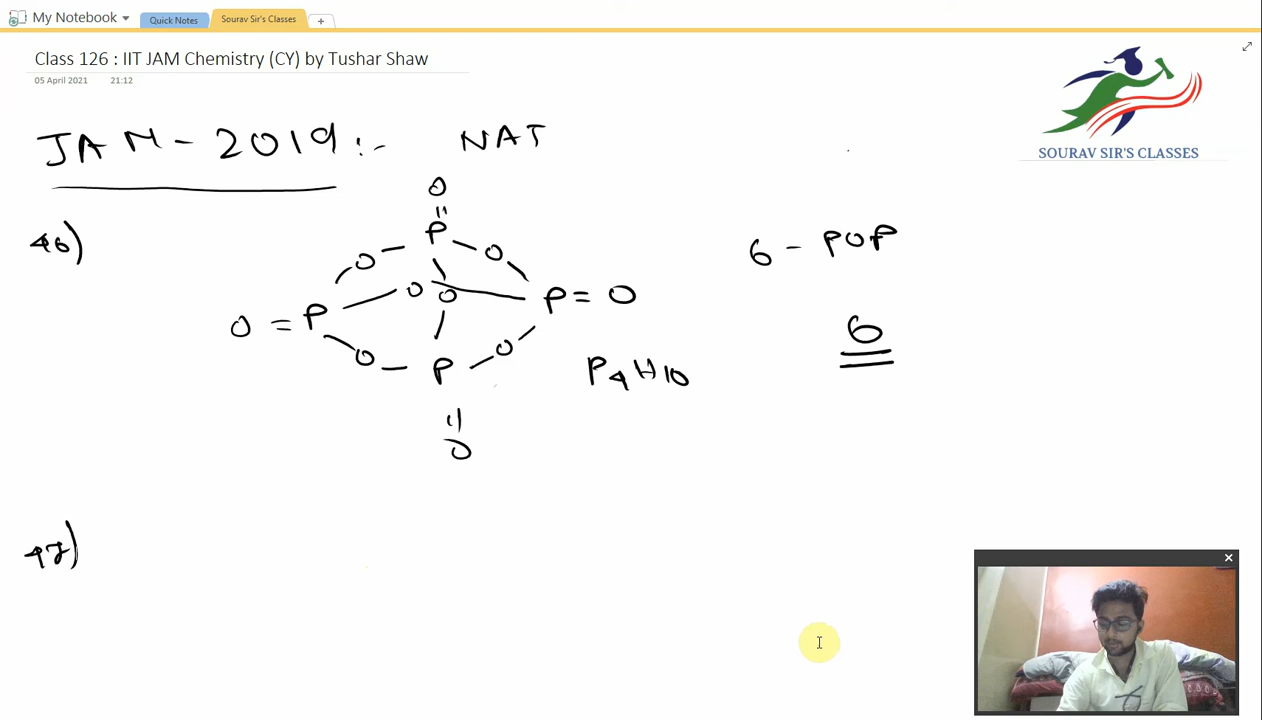 My Notebook
Quick Notes
Sourav Sir's Classes
+
Class 126 : IIT JAM Chemistry (CY) by Tushar Shaw
05 April 2021 21:12
SOURAV SIR'S CLASSES
JAM - 2019 :- NAT
46)
O
P
O O
O O
O = P P = O
O P O
O
P4H10
6 - POP
6
47)